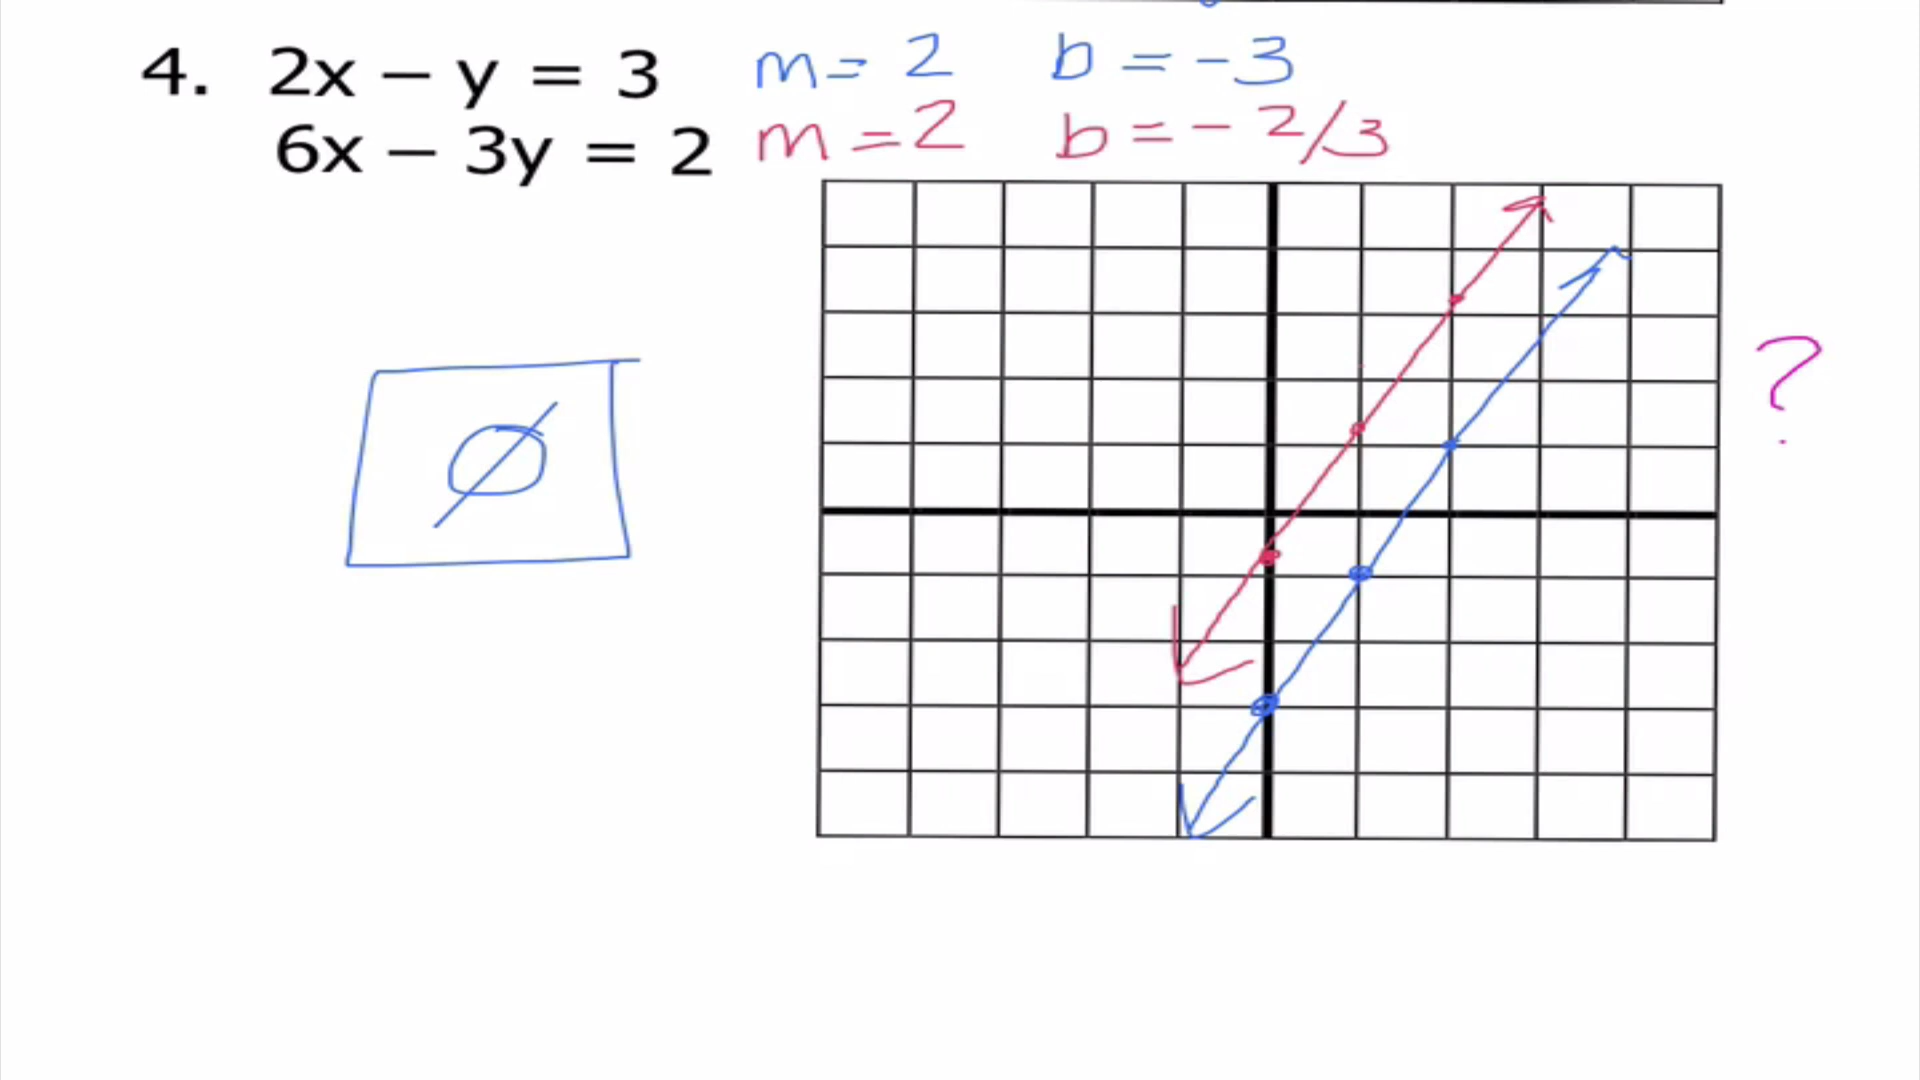 4. 2x − y = 3 m = 2 b = -3
6x − 3y = 2 m = 2 b = - 2/3
?
Ø